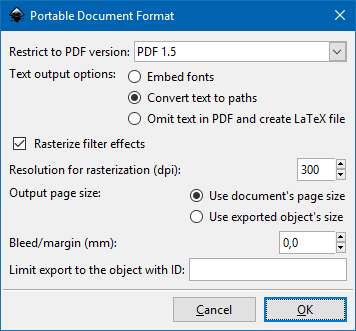 Portable Document Format
Restrict to PDF version: PDF 1.5
Text output options: Embed fonts
Convert text to paths
Omit text in PDF and create LaTeX file
Rasterize filter effects
Resolution for rasterization (dpi): 300
Output page size: Use document's page size
Use exported object's size
Bleed/margin (mm): 0,0
Limit export to the object with ID:
Cancel OK